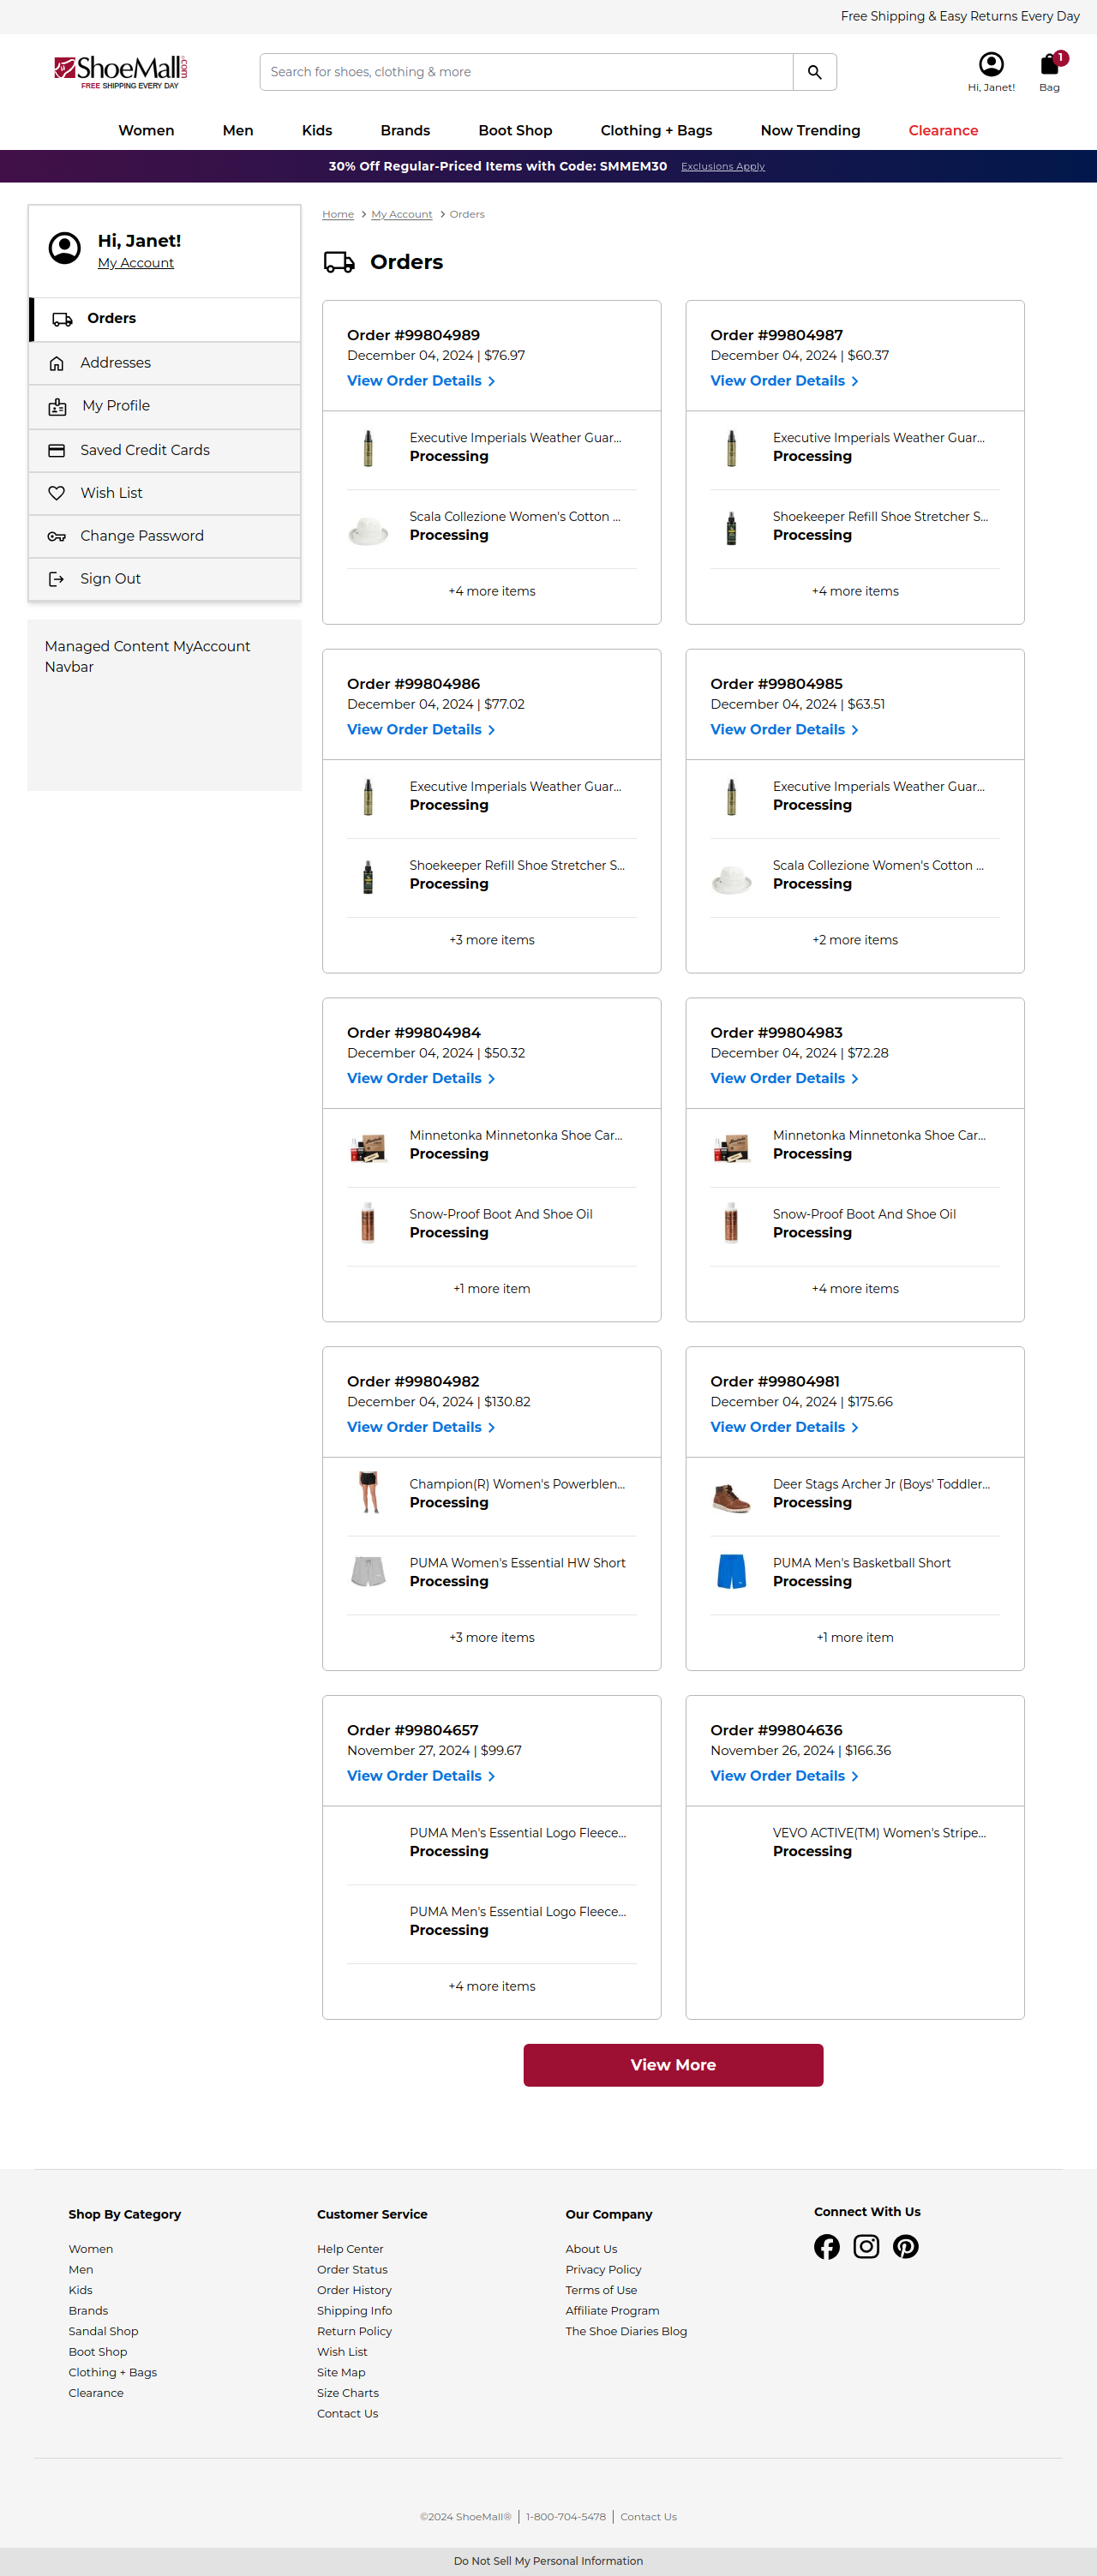 Free Shipping & Easy Returns Every Day
ShoeMall.com
FREE SHIPPING EVERY DAY
Search for shoes, clothing & more
Hi, Janet!
1
Bag
Women Men Kids Brands Boot Shop Clothing + Bags Now Trending Clearance
30% Off Regular-Priced Items with Code: SMMEM30 Exclusions Apply
Hi, Janet!
My Account
Orders
Addresses
My Profile
Saved Credit Cards
Wish List
Change Password
Sign Out
Managed Content MyAccount
Navbar
Home > My Account > Orders
Orders
Order #99804989
December 04, 2024 | $76.97
View Order Details >
Executive Imperials Weather Guar...
Processing
Scala Collezione Women's Cotton ...
Processing
+4 more items
Order #99804987
December 04, 2024 | $60.37
View Order Details >
Executive Imperials Weather Guar...
Processing
Shoekeeper Refill Shoe Stretcher S...
Processing
+4 more items
Order #99804986
December 04, 2024 | $77.02
View Order Details >
Executive Imperials Weather Guar...
Processing
Shoekeeper Refill Shoe Stretcher S...
Processing
+3 more items
Order #99804985
December 04, 2024 | $63.51
View Order Details >
Executive Imperials Weather Guar...
Processing
Scala Collezione Women's Cotton ...
Processing
+2 more items
Order #99804984
December 04, 2024 | $50.32
View Order Details >
Minnetonka Minnetonka Shoe Car...
Processing
Snow-Proof Boot And Shoe Oil
Processing
+1 more item
Order #99804983
December 04, 2024 | $72.28
View Order Details >
Minnetonka Minnetonka Shoe Car...
Processing
Snow-Proof Boot And Shoe Oil
Processing
+4 more items
Order #99804982
December 04, 2024 | $130.82
View Order Details >
Champion(R) Women's Powerblen...
Processing
PUMA Women's Essential HW Short
Processing
+3 more items
Order #99804981
December 04, 2024 | $175.66
View Order Details >
Deer Stags Archer Jr (Boys' Toddler...
Processing
PUMA Men's Basketball Short
Processing
+1 more item
Order #99804657
November 27, 2024 | $99.67
View Order Details >
PUMA Men's Essential Logo Fleece...
Processing
PUMA Men's Essential Logo Fleece...
Processing
+4 more items
Order #99804636
November 26, 2024 | $166.36
View Order Details >
VEVO ACTIVE(TM) Women's Stripe...
Processing
View More
Shop By Category
Women
Men
Kids
Brands
Sandal Shop
Boot Shop
Clothing + Bags
Clearance
Customer Service
Help Center
Order Status
Order History
Shipping Info
Return Policy
Wish List
Site Map
Size Charts
Contact Us
Our Company
About Us
Privacy Policy
Terms of Use
Affiliate Program
The Shoe Diaries Blog
Connect With Us
©2024 ShoeMall® | 1-800-704-5478 | Contact Us
Do Not Sell My Personal Information